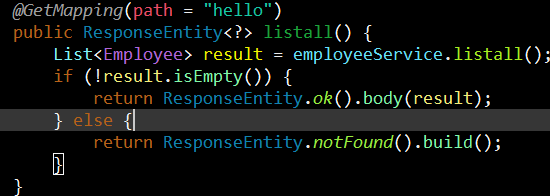 @GetMapping(path = "hello")
public ResponseEntity<?> listall() {
List<Employee> result = employeeService.listall();
if (!result.isEmpty()) {
return ResponseEntity.ok().body(result);
} else {
return ResponseEntity.notFound().build();
}
}